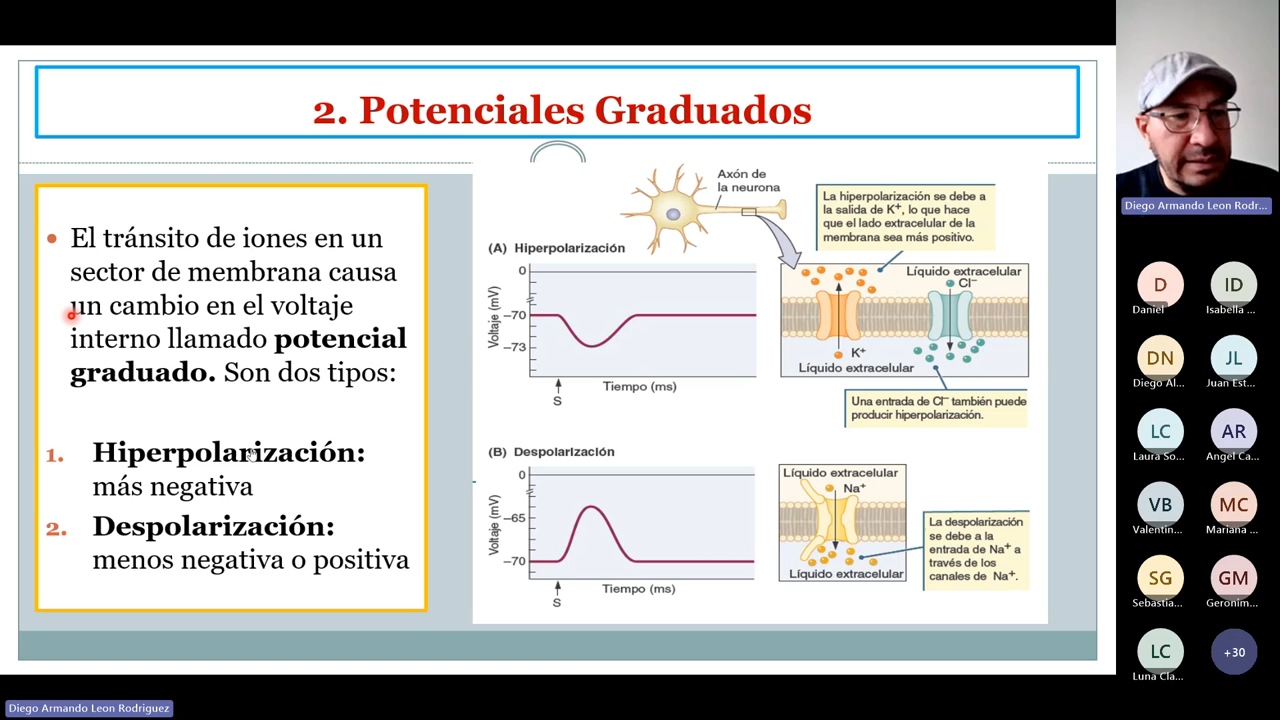 2. Potenciales Graduados
El tránsito de iones en un
sector de membrana causa
un cambio en el voltaje
interno llamado potencial
graduado. Son dos tipos:
1. Hiperpolarización:
más negativa
2. Despolarización:
menos negativa o positiva
Axón de
la neurona
La hiperpolarización se debe a
la salida de K+, lo que hace
que el lado extracelular de la
membrana sea más positivo.
(A) Hiperpolarización
0
-70
-73
Voltaje (mV)
Tiempo (ms)
S
Líquido extracelular
Cl−
K+
Líquido extracelular
Una entrada de Cl− también puede
producir hiperpolarización.
(B) Despolarización
0
-65
-70
Voltaje (mV)
Tiempo (ms)
S
Líquido extracelular
Na+
Líquido extracelular
La despolarización
se debe a la
entrada de Na+ a
través de los
canales de Na+.
Diego Armando Leon Rodr...
D
Daniel
ID
Isabella ...
DN
Diego Al...
JL
Juan Est...
LC
Laura So...
AR
Angel Ca...
VB
Valentin...
MC
Mariana ...
SG
Sebastia...
GM
Geronim...
LC
Luna Cla...
+30
Diego Armando Leon Rodriguez